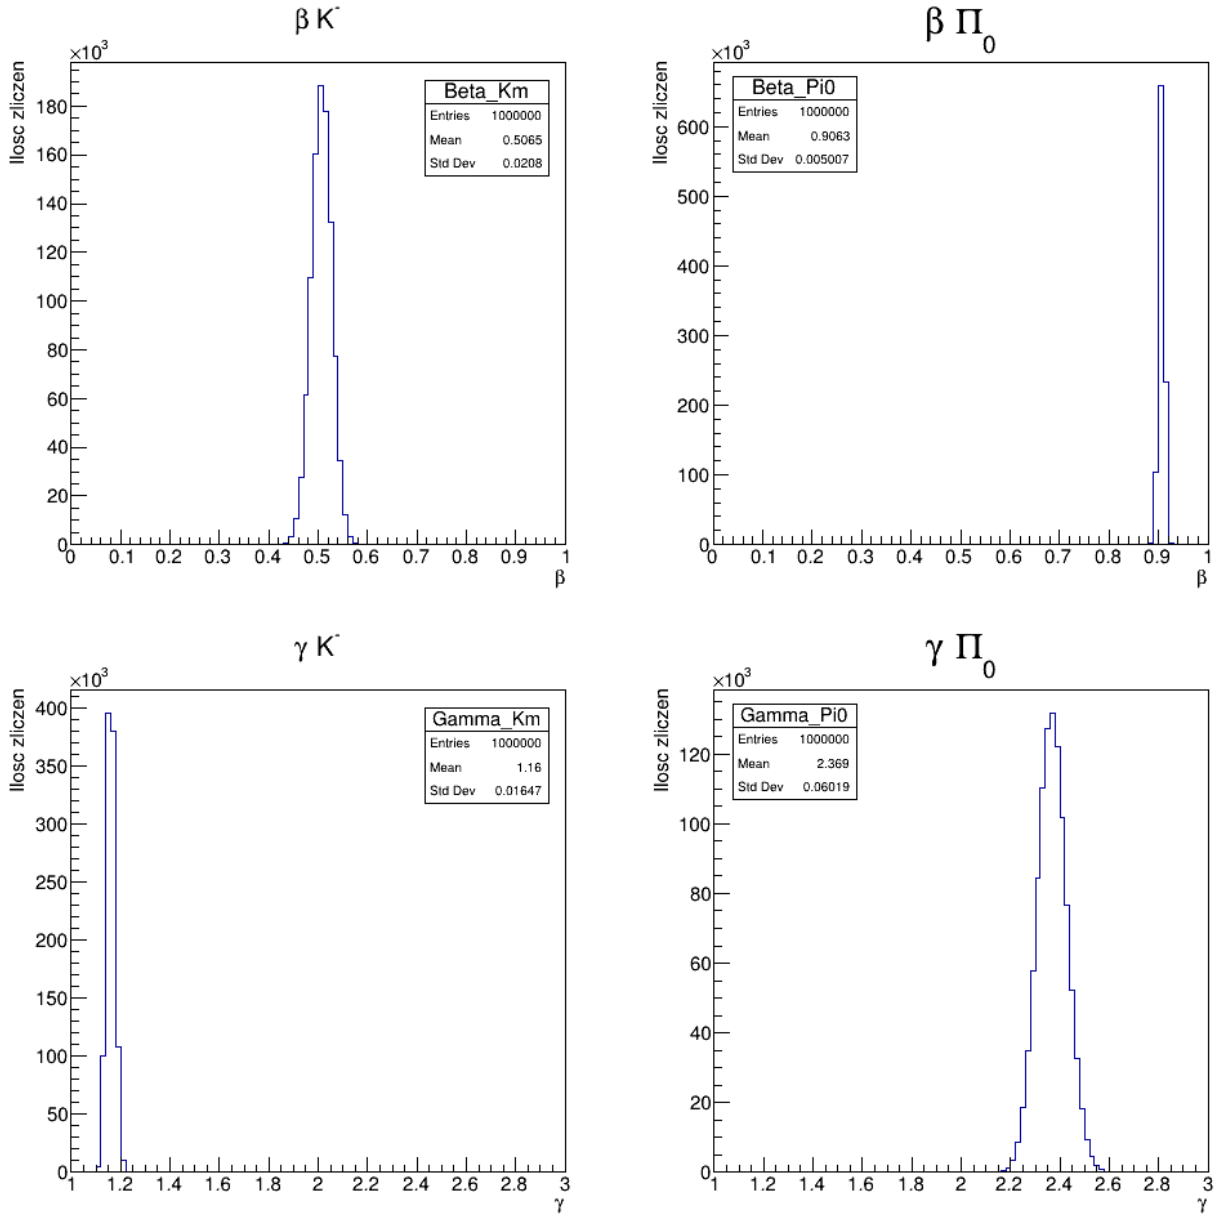 β K⁻
×10³
Ilosc zliczen
Beta_Km
Entries 1000000
Mean 0.5065
Std Dev 0.0208
180
160
140
120
100
80
60
40
20
0
0 0.1 0.2 0.3 0.4 0.5 0.6 0.7 0.8 0.9 1
β
β Π₀
×10³
Ilosc zliczen
Beta_Pi0
Entries 1000000
Mean 0.9063
Std Dev 0.005007
600
500
400
300
200
100
0
0 0.1 0.2 0.3 0.4 0.5 0.6 0.7 0.8 0.9 1
β
γ K⁻
×10³
Ilosc zliczen
Gamma_Km
Entries 1000000
Mean 1.16
Std Dev 0.01647
400
350
300
250
200
150
100
50
0
1 1.2 1.4 1.6 1.8 2 2.2 2.4 2.6 2.8 3
γ
γ Π₀
×10³
Ilosc zliczen
Gamma_Pi0
Entries 1000000
Mean 2.369
Std Dev 0.06019
120
100
80
60
40
20
0
1 1.2 1.4 1.6 1.8 2 2.2 2.4 2.6 2.8 3
γ